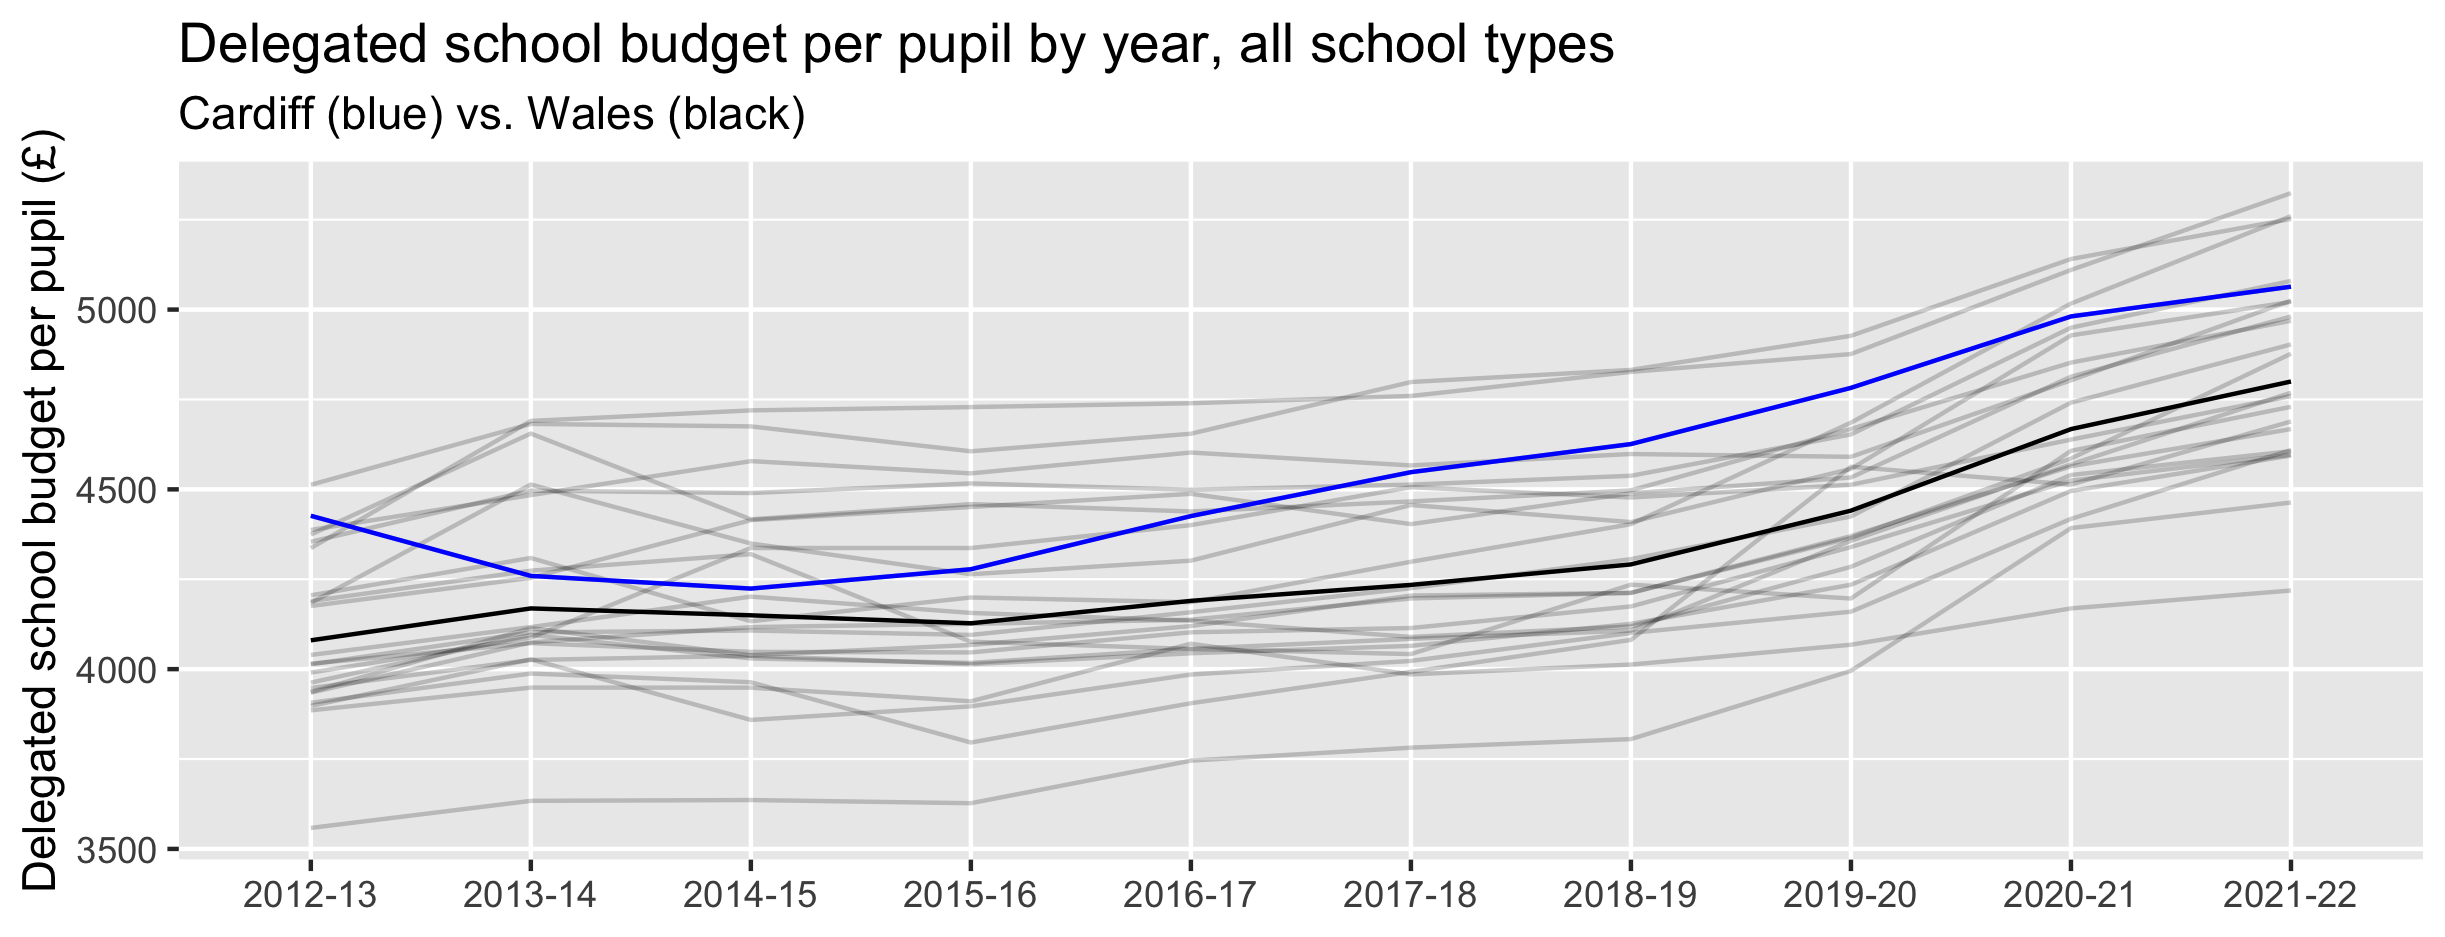 Delegated school budget per pupil by year, all school types
Cardiff (blue) vs. Wales (black)
Delegated school budget per pupil (£)
5000
4500
4000
3500
2012-13 2013-14 2014-15 2015-16 2016-17 2017-18 2018-19 2019-20 2020-21 2021-22